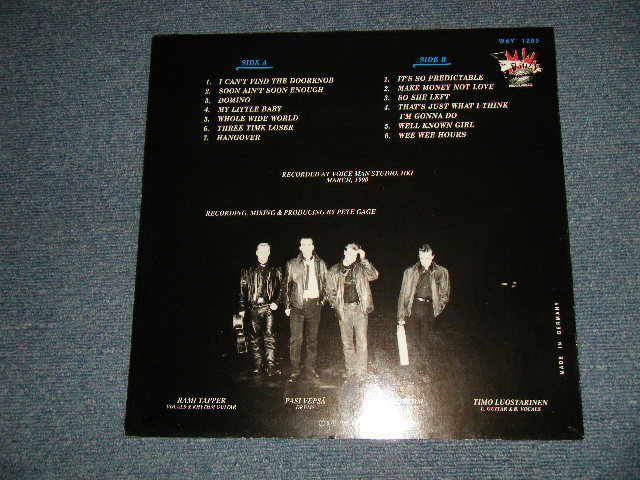 WAY 1205
SIDE A
1. I CAN'T FIND THE DOORKNOB
2. SOON AIN'T SOON ENOUGH
3. DOMINO
4. MY LITTLE BABY
5. WHOLE WIDE WORLD
6. THREE TIME LOSER
7. HANGOVER
SIDE B
1. IT'S SO PREDICTABLE
2. MAKE MONEY NOT LOVE
3. SO SHE LEFT
4. THAT'S JUST WHAT I THINK
I'M GONNA DO
5. WELL KNOWN GIRL
6. WEE WEE HOURS
RECORDED AT VOICE MAN STUDIO, HKI
MARCH, 1990
RECORDING, MIXING & PRODUCING BY PETE GAGE
MADE IN GERMANY
RAMI TAPPER
VOCALS & RHYTHM GUITAR
PASI VEPSÄ
DRUMS
TIMO LUOSTARINEN
L. GUITAR & B. VOCALS